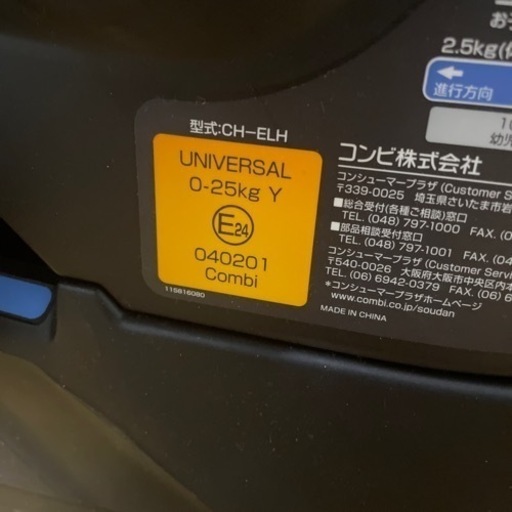 お
2.5kg
進行方向
型式:CH-ELH
UNIVERSAL
0-25kg Y
E24
040201
Combi
115816080
コンビ株式会社
コンシューマープラザ (Customer
〒339-0025 埼玉県さいたま市岩
■総合受付(各種ご相談)窓口
TEL. (048) 797-1000 FAX.
■部品相談受付窓口
TEL. (048) 797-1001 FAX.
コンシューマープラザ (Customer
〒540-0026 大阪府大阪市中央区内本
TEL. (06) 6942-0379 FAX. (06)
*コンシューマープラザホームページ
www.combi.co.jp/soudan
MADE IN CHINA